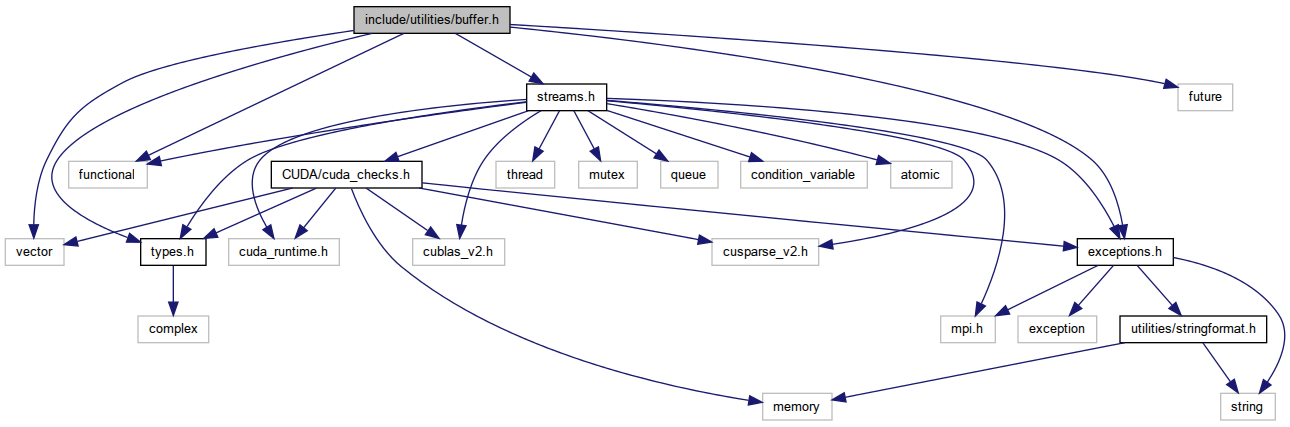 include/utilities/buffer.h
streams.h
future
functional
CUDA/cuda_checks.h
thread
mutex
queue
condition_variable
atomic
vector
types.h
cuda_runtime.h
cublas_v2.h
cusparse_v2.h
exceptions.h
complex
mpi.h
exception
utilities/stringformat.h
memory
string